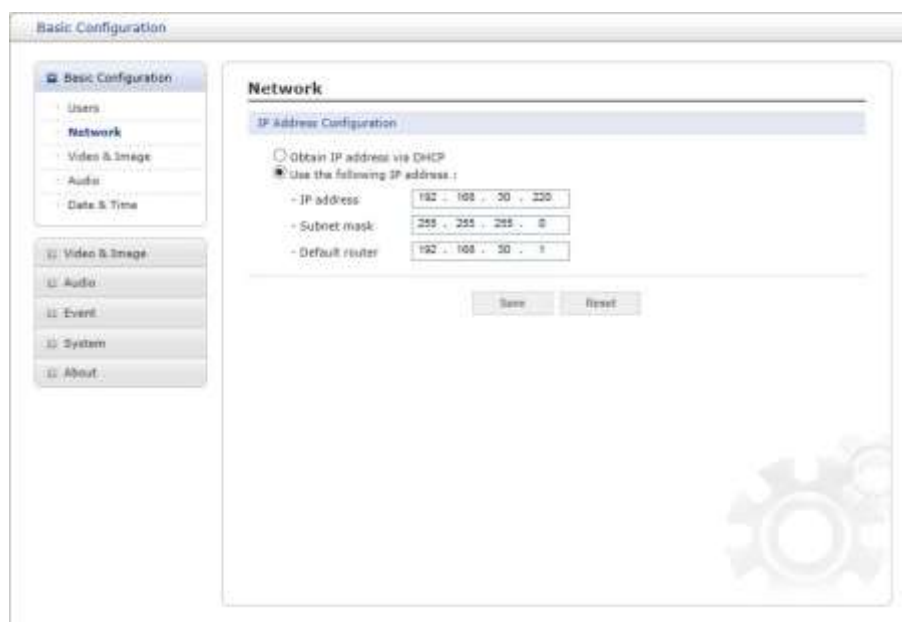 Basic Configuration
Basic Configuration
Users
Network
Video & Image
Audio
Date & Time
Video & Image
Audio
Event
System
About
Network
IP Address Configuration
Obtain IP address via DHCP
Use the following IP address :
- IP address 192 . 168 . 30 . 220
- Subnet mask 255 . 255 . 255 . 0
- Default router 192 . 168 . 30 . 1
Save Reset